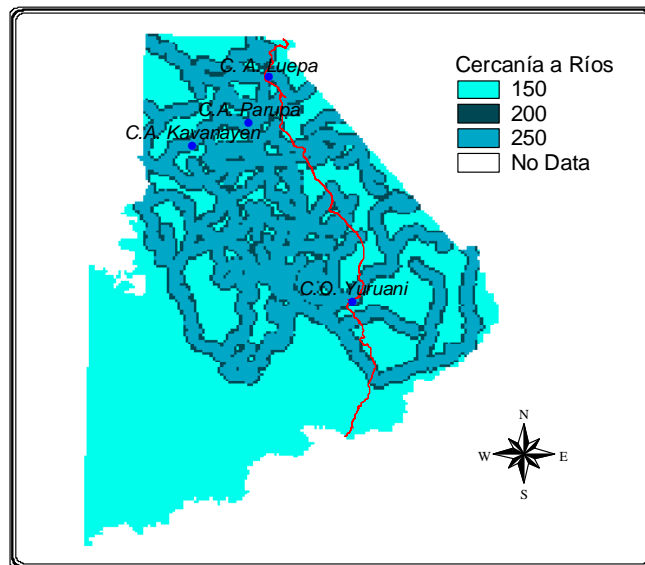 C. A. Luepa
C.A. Parupa
C.A. Kavanayen
C.O. Yuruani
Cercanía a Ríos
150
200
250
No Data
N
W
E
S